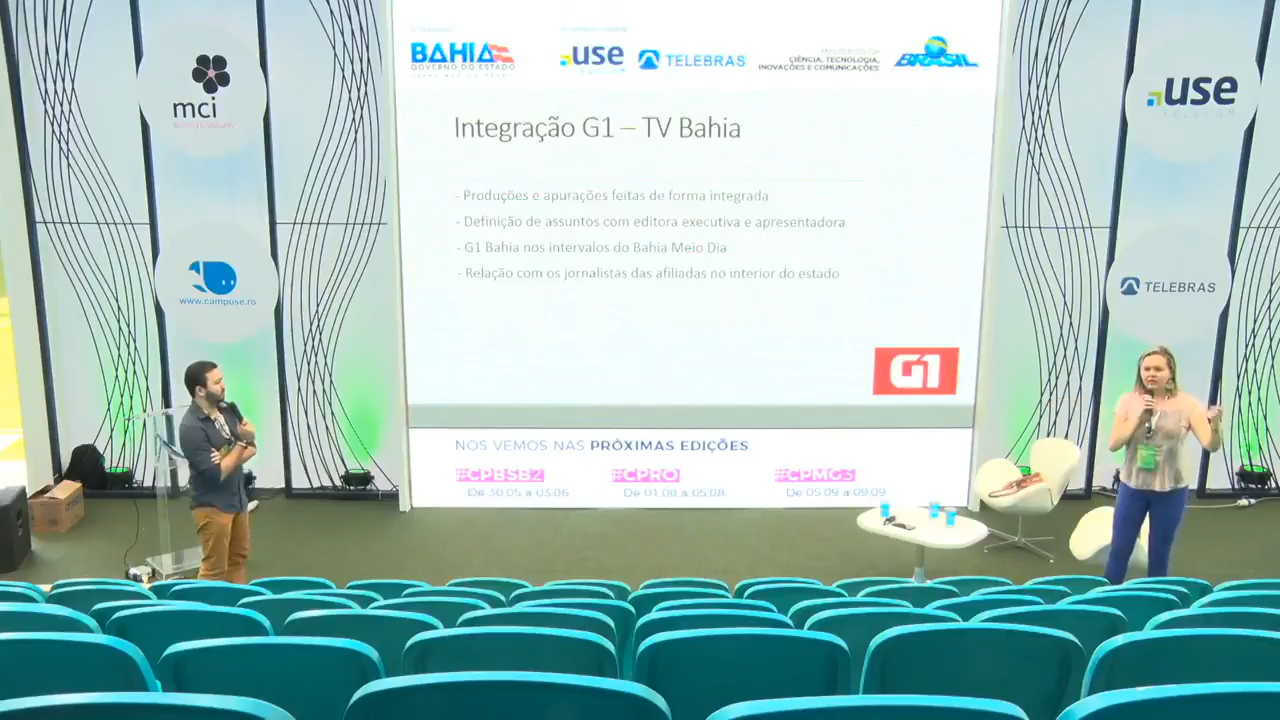 BAHIA
GOVERNO DO ESTADO
use
TELEBRAS
CIÊNCIA, TECNOLOGIA,
INOVAÇÕES E COMUNICAÇÕES
BRASIL
mci
use
TELECOM
Integração G1 – TV Bahia
- Produções e apurações feitas de forma integrada
- Definição de assuntos com editora executiva e apresentadora
- G1 Bahia nos intervalos do Bahia Meio Dia
- Relação com os jornalistas das afiliadas no interior do estado
www.campuse.ro
TELEBRAS
G1
NOS VEMOS NAS PRÓXIMAS EDIÇÕES
#CPBSB2
#CPRO
#CPMG3
De 30.05 a 03.06
De 01.08 a 05.08
De 05.09 a 09.09